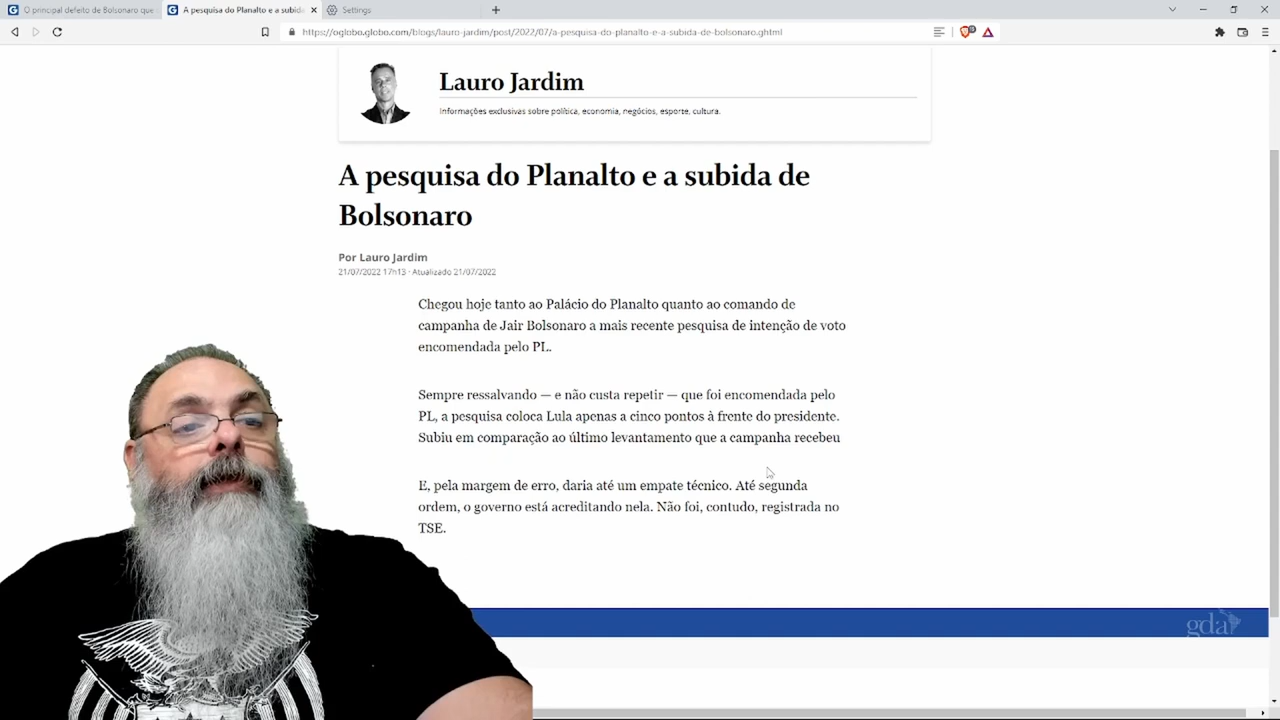 O principal defeito de Bolsonaro que
A pesquisa do Planalto e a subida
Settings
https://oglobo.globo.com/blogs/lauro-jardim/post/2022/07/a-pesquisa-do-planalto-e-a-subida-de-bolsonaro.ghtml
Lauro Jardim
Informações exclusivas sobre política, economia, negócios, esporte, cultura.
A pesquisa do Planalto e a subida de
Bolsonaro
Por Lauro Jardim
21/07/2022 17h13 · Atualizado 21/07/2022
Chegou hoje tanto ao Palácio do Planalto quanto ao comando de
campanha de Jair Bolsonaro a mais recente pesquisa de intenção de voto
encomendada pelo PL.
Sempre ressalvando — e não custa repetir — que foi encomendada pelo
PL, a pesquisa coloca Lula apenas a cinco pontos à frente do presidente.
Subiu em comparação ao último levantamento que a campanha recebeu
E, pela margem de erro, daria até um empate técnico. Até segunda
ordem, o governo está acreditando nela. Não foi, contudo, registrada no
TSE.
gda